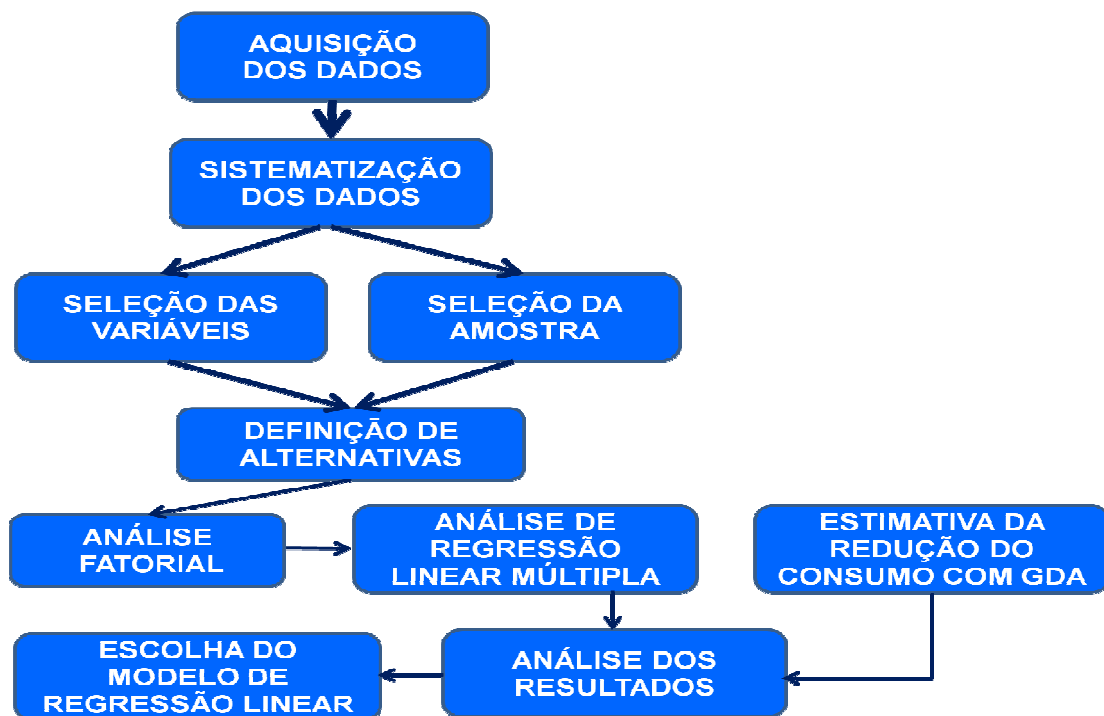 AQUISIÇÃO
DOS DADOS
SISTEMATIZAÇÃO
DOS DADOS
SELEÇÃO DAS
VARIÁVEIS
SELEÇÃO DA
AMOSTRA
DEFINIÇÃO DE
ALTERNATIVAS
ANÁLISE
FATORIAL
ANÁLISE DE
REGRESSÃO
LINEAR MÚLTIPLA
ESTIMATIVA DA
REDUÇÃO DO
CONSUMO COM GDA
ESCOLHA DO
MODELO DE
REGRESSÃO LINEAR
ANÁLISE DOS
RESULTADOS